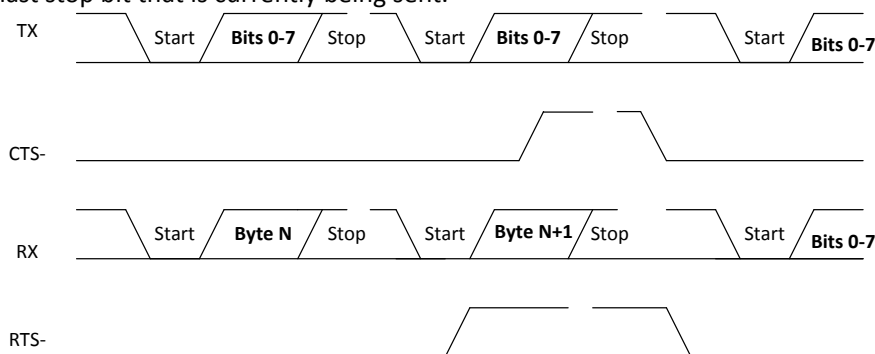 last stop bit that is currently being sent.
TX Start Bits 0-7 Stop Start Bits 0-7 Stop Start Bits 0-7
CTS-
RX Start Byte N Stop Start Byte N+1 Stop Start Bits 0-7
RTS-